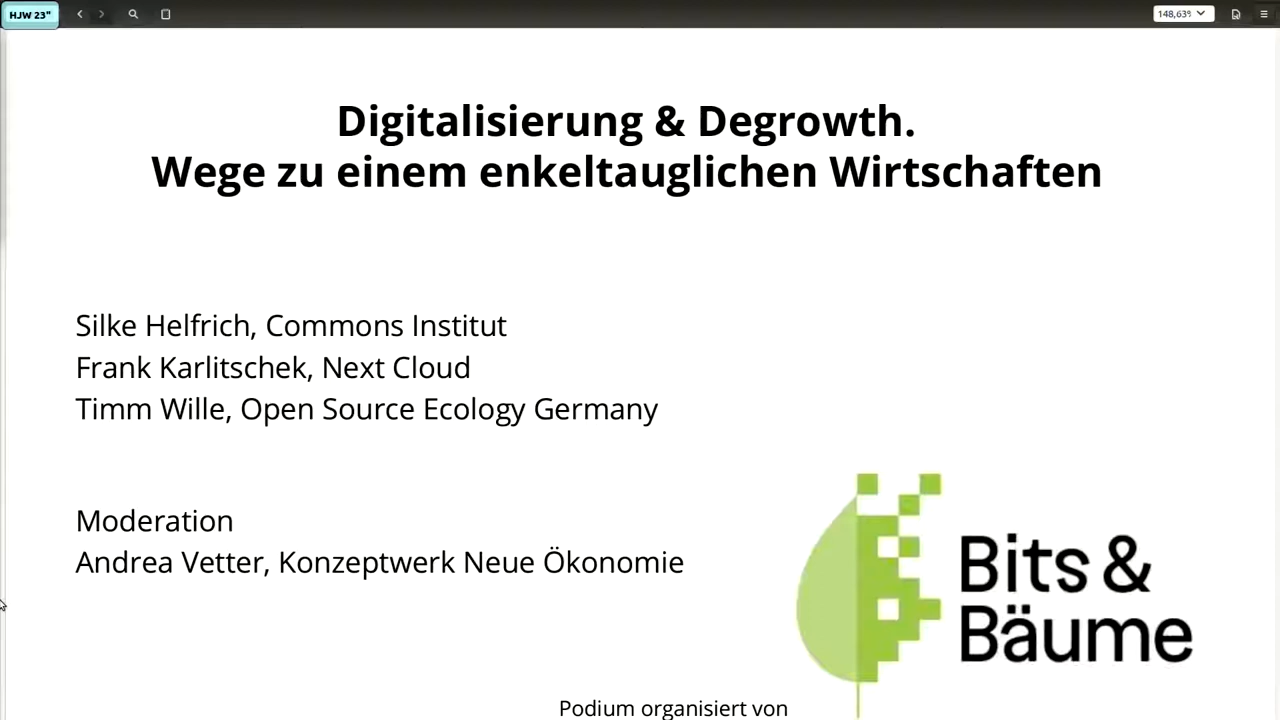 HJW 23"
148,63%
Digitalisierung & Degrowth.
Wege zu einem enkeltauglichen Wirtschaften
Silke Helfrich, Commons Institut
Frank Karlitschek, Next Cloud
Timm Wille, Open Source Ecology Germany
Moderation
Andrea Vetter, Konzeptwerk Neue Ökonomie
Bits &
Bäume
Podium organisiert von